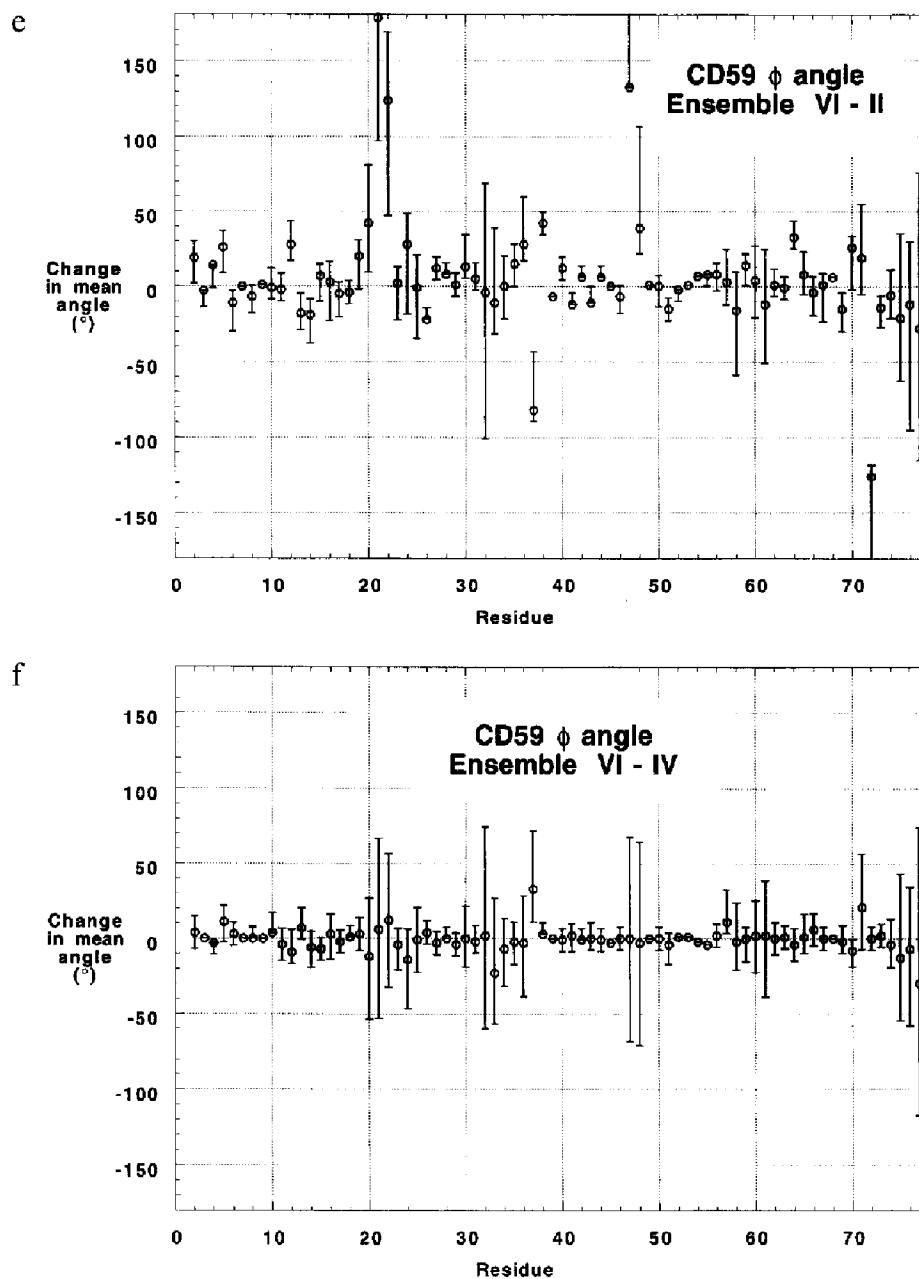 e
CD59 ϕ angle
Ensemble VI - II
150
100
50
0
-50
-100
-150
Change
in mean
angle
(°)
0 10 20 30 40 50 60 70
Residue
f
CD59 ϕ angle
Ensemble VI - IV
150
100
50
0
-50
-100
-150
Change
in mean
angle
(°)
0 10 20 30 40 50 60 70
Residue